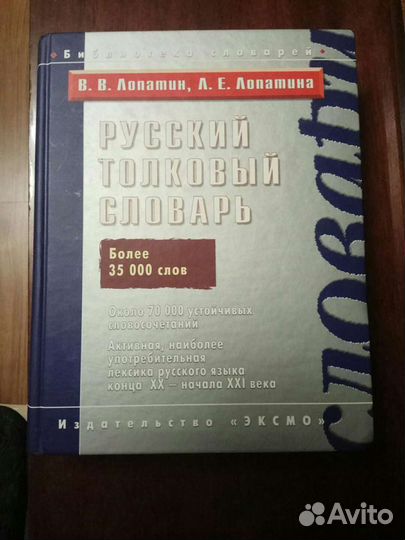 Библиотека словарей
В. В. Лопатин, Л. Е. Лопатина
РУССКИЙ
ТОЛКОВЫЙ
СЛОВАРЬ
Более
35 000 слов
Около 70 000 устойчивых
словосочетаний
Активная, наиболее
употребительная
лексика русского языка
конца XX – начала XXI века
Издательство «ЭКСМО»
словари
Avito